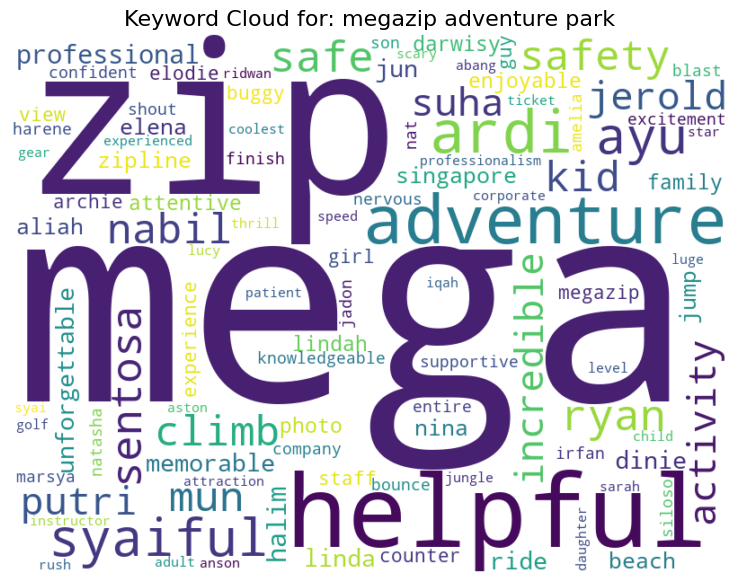 Keyword Cloud for: megazip adventure park
professional
zip
safe
son
darwisy
guy
safety
confident
elodie
ridwan
jun
scary
abang
blast
view
shout
buggy
enjoyable
jerold
harene
elena
coolest
suha
ticket
amelia
excitement
experienced
ardi
ayu
star
gear
zipline
finish
nat
professionalism
kid
archie
attentive
singapore
family
nervous
corporate
aliah
nabil
thrill
speed
adventure
lucy
mega
girl
iqah
incredible
megazip
luge
jump
patient
jadon
unforgettable
sentosa
experience
lindah
knowledgeable
supportive
level
activity
syai
aston
golf
natasha
climb
photo
entire
nina
ryan
child
company
memorable
irfan
dinie
marsya
attraction
staff
bounce
jungle
sarah
siloso
putri
mun
halim
helpful
instructor
syaiful
linda
counter
ride
daughter
beach
rush
adult
anson